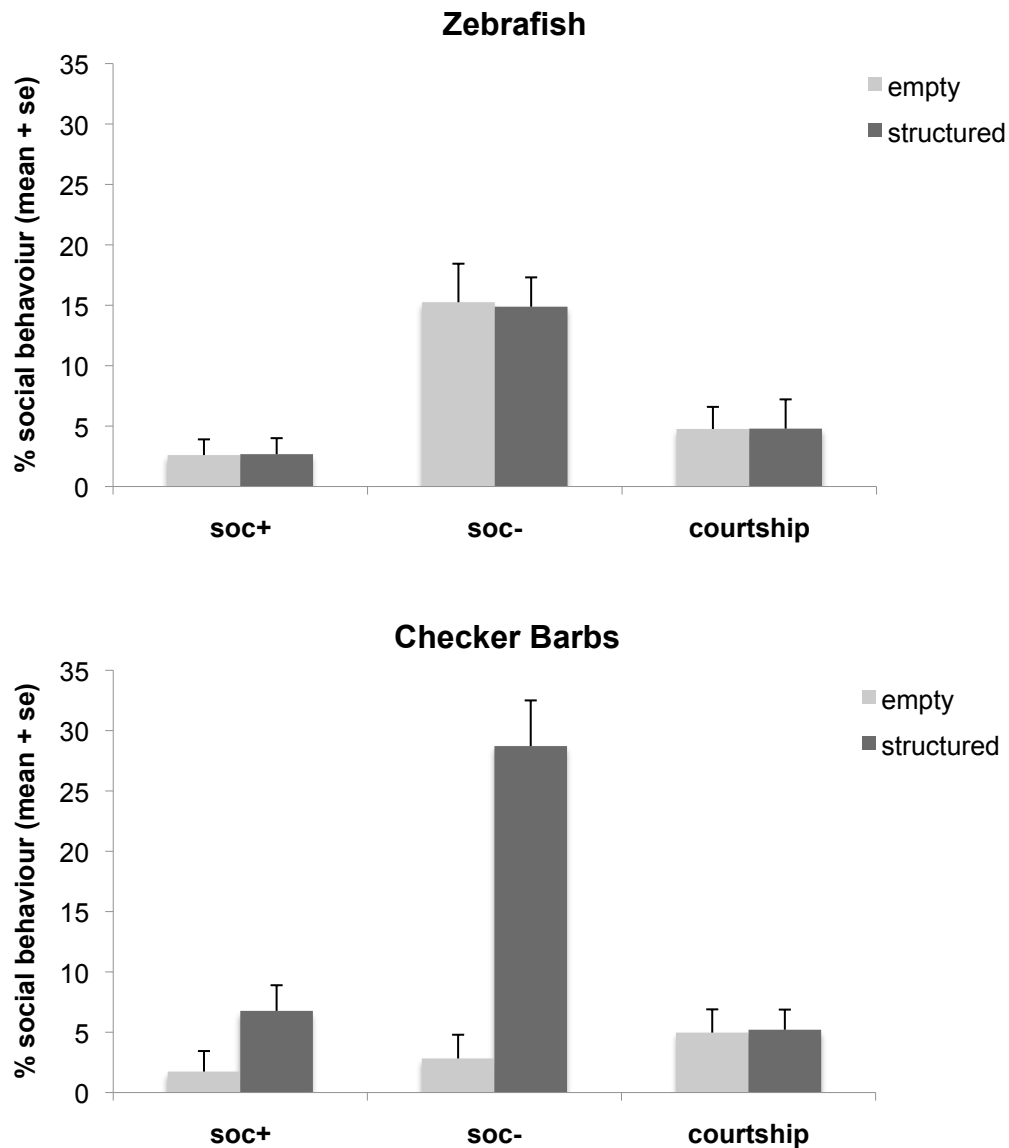 Zebrafish
% social behavoiur (mean + se)
35
30
25
20
15
10
5
0
empty
structured
soc+ soc- courtship
Checker Barbs
% social behaviour (mean + se)
35
30
25
20
15
10
5
0
empty
structured
soc+ soc- courtship